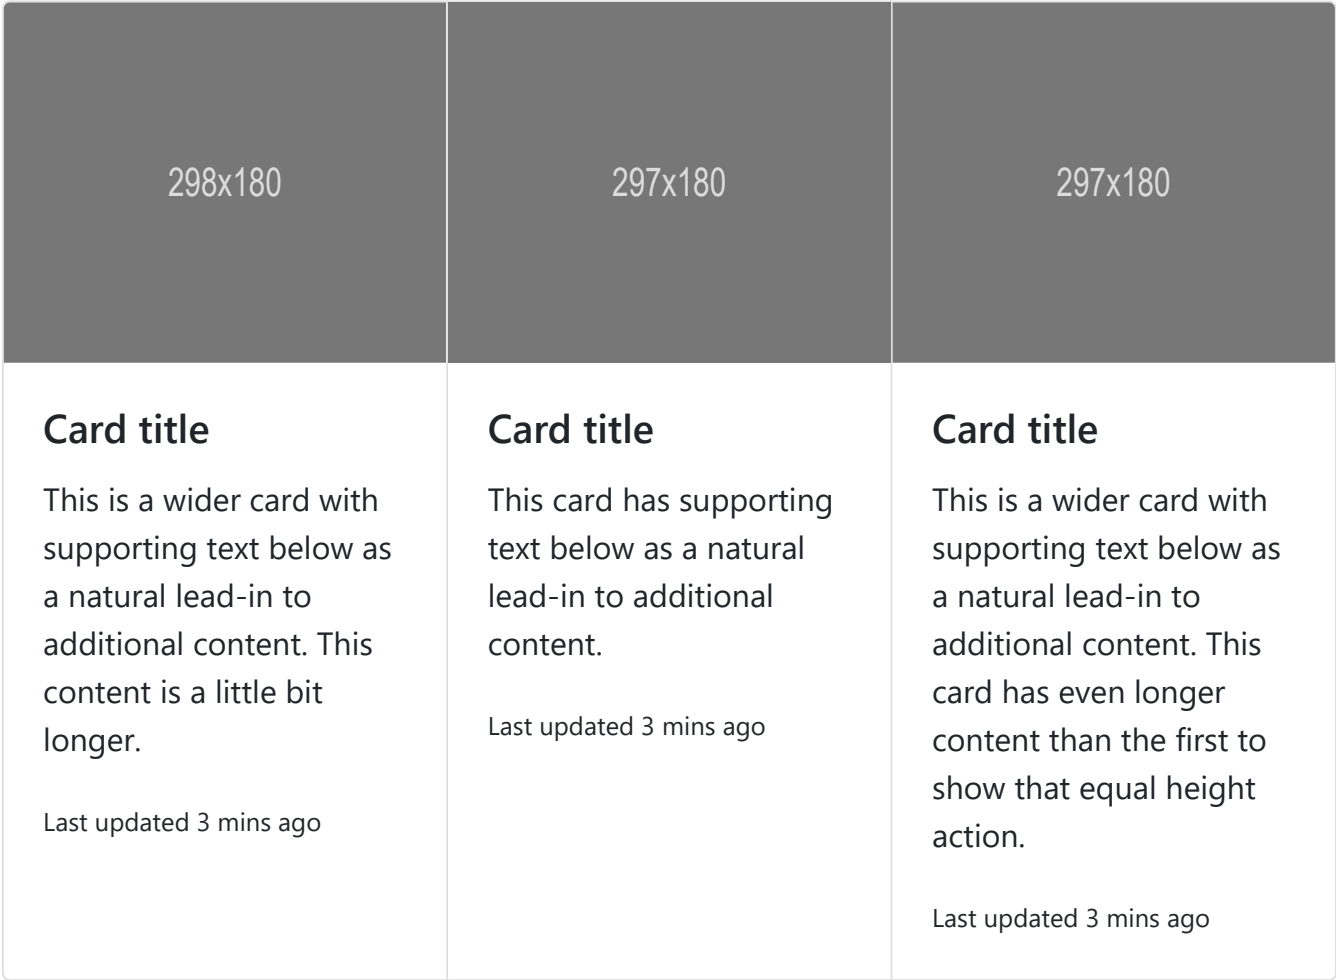 298x180
Card title
This is a wider card with
supporting text below as
a natural lead-in to
additional content. This
content is a little bit
longer.
Last updated 3 mins ago
297x180
Card title
This card has supporting
text below as a natural
lead-in to additional
content.
Last updated 3 mins ago
297x180
Card title
This is a wider card with
supporting text below as
a natural lead-in to
additional content. This
card has even longer
content than the first to
show that equal height
action.
Last updated 3 mins ago